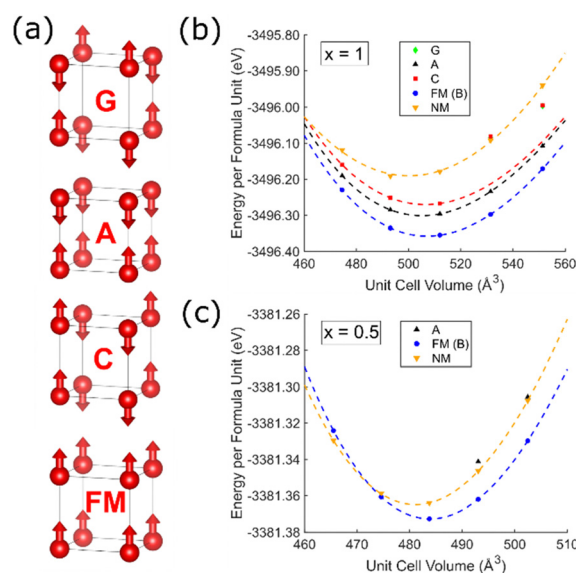 (a)
G
A
C
FM
(b)
x = 1
G
A
C
FM (B)
NM
Energy per Formula Unit (eV)
-3495.80
-3495.90
-3496.00
-3496.10
-3496.20
-3496.30
-3496.40
460 480 500 520 540 560
Unit Cell Volume (Å³)
(c)
x = 0.5
A
FM (B)
NM
Energy per Formula Unit (eV)
-3381.26
-3381.28
-3381.30
-3381.32
-3381.34
-3381.36
-3381.38
460 470 480 490 500 510
Unit Cell Volume (Å³)